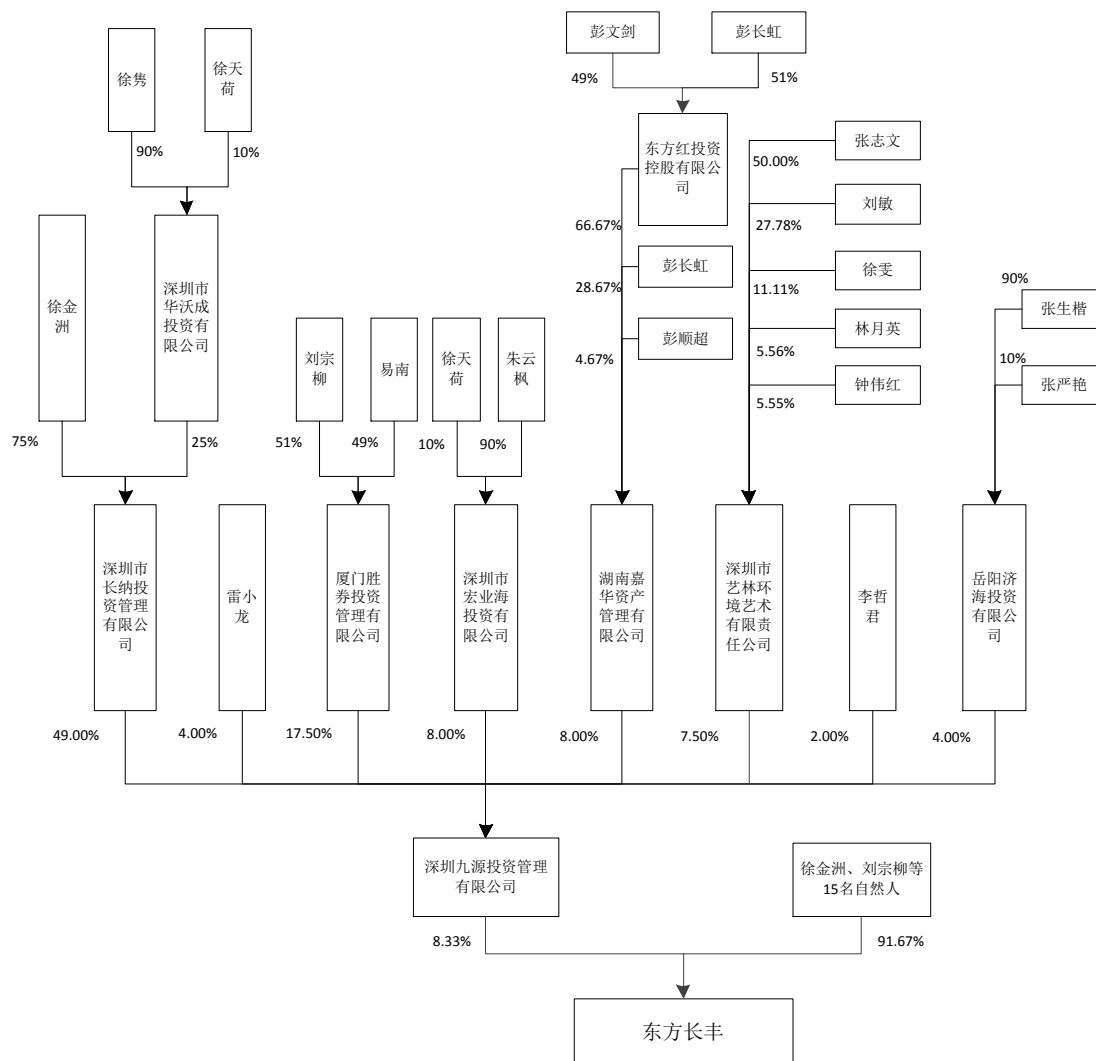 彭文剑
彭长虹
49%
51%
徐隽
徐天
荷
90%
10%
东方红投资
控股有限公
司
张志文
50.00%
刘敏
27.78%
徐雯
11.11%
林月英
5.56%
钟伟红
5.55%
66.67%
彭长虹
28.67%
彭顺超
4.67%
90%
张生楷
10%
张严艳
徐金
洲
深圳市
华沃成
投资有
限公司
75%
25%
刘宗
柳
易南
徐天
荷
朱云
枫
51%
49%
10%
90%
深圳市
长纳投
资管理
有限公
司
雷小
龙
厦门胜
券投资
管理有
限公司
深圳市
宏业海
投资有
限公司
湖南嘉
华资产
管理有
限公司
深圳市
艺林环
境艺术
有限责
任公司
李哲
君
岳阳济
海投资
有限公
司
49.00%
4.00%
17.50%
8.00%
8.00%
7.50%
2.00%
4.00%
深圳九源投资管理
有限公司
徐金洲、刘宗柳等
15名自然人
8.33%
91.67%
东方长丰